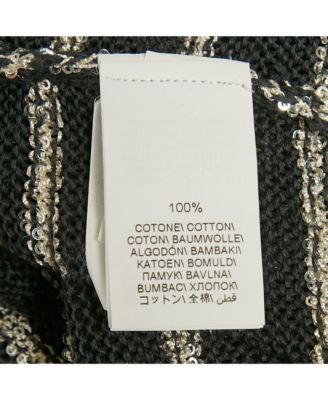 100%
COTONE\ COTTON\
COTON\ BAUMWOLLE\
ALGODÓN\ BAMBAKI\
KATOEN\ BOMULD\
ПАМУК\ BAVLNA\
BUMBAC\ ХЛОПОК\
コットン\ 全棉\ قطن